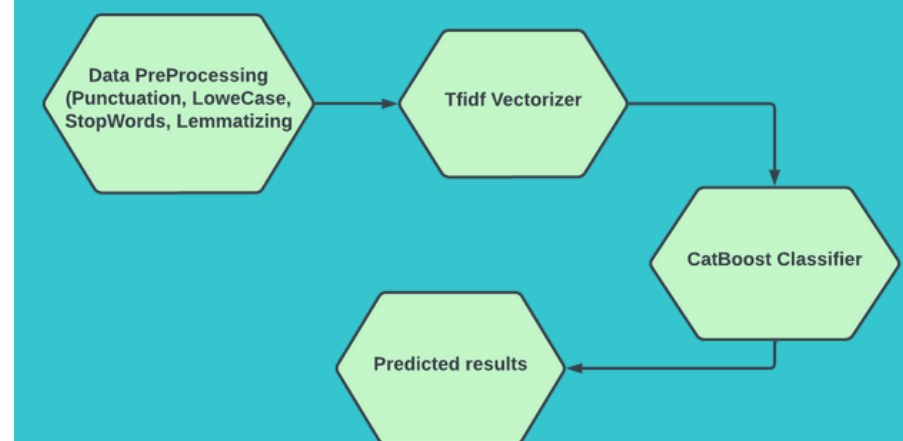 Data PreProcessing
(Punctuation, LoweCase,
StopWords, Lemmatizing
Tfidf Vectorizer
CatBoost Classifier
Predicted results